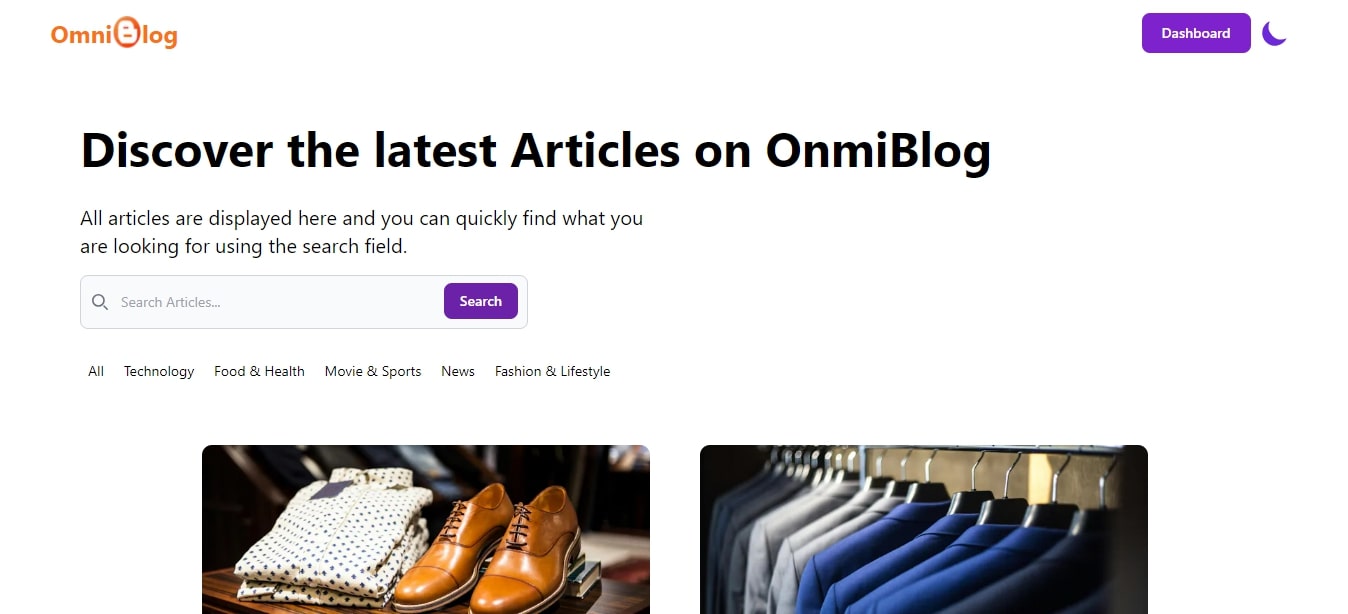 OmniBlog
Dashboard
Discover the latest Articles on OnmiBlog
All articles are displayed here and you can quickly find what you
are looking for using the search field.
Search Articles...
Search
All Technology Food & Health Movie & Sports News Fashion & Lifestyle